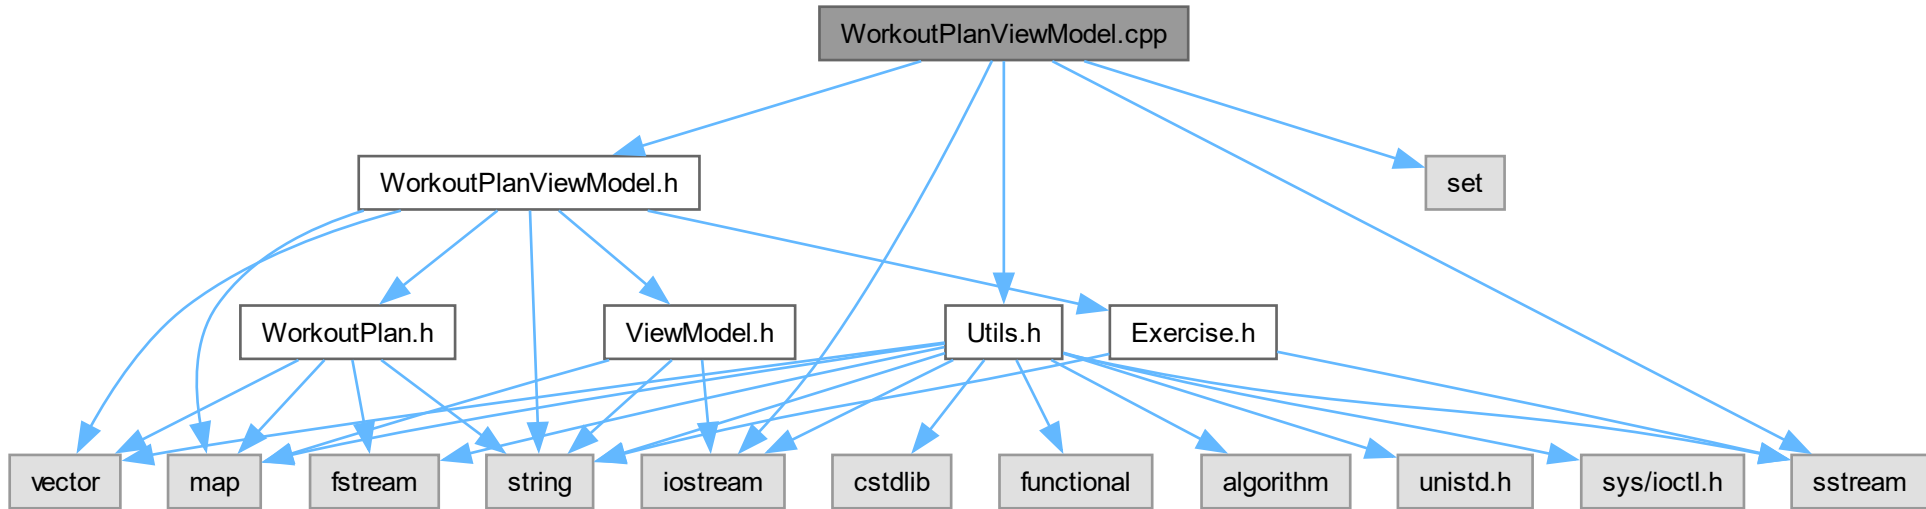 WorkoutPlanViewModel.cpp
WorkoutPlanViewModel.h
set
WorkoutPlan.h
ViewModel.h
Utils.h
Exercise.h
vector
map
fstream
string
iostream
cstdlib
functional
algorithm
unistd.h
sys/ioctl.h
sstream